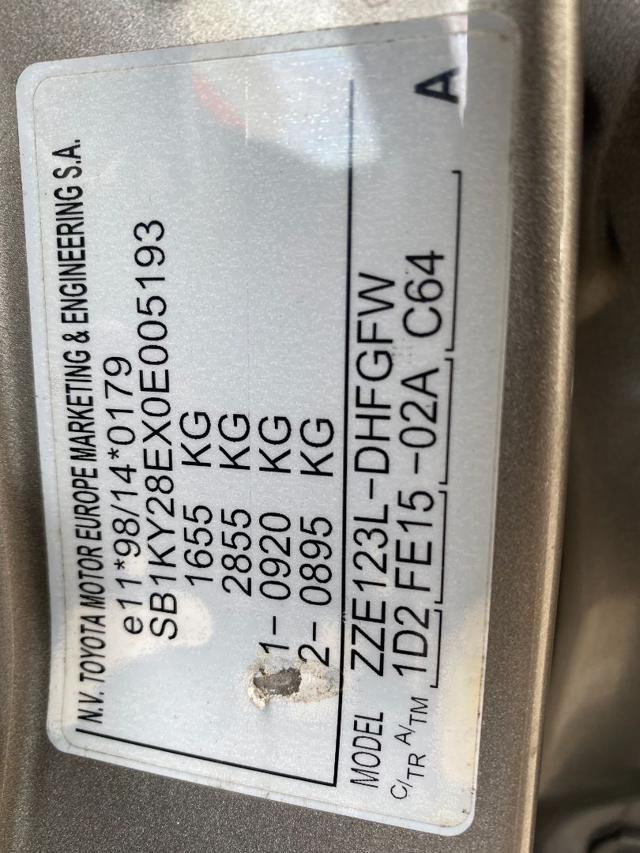 N.V. TOYOTA MOTOR EUROPE MARKETING & ENGINEERING S.A.
e11*98/14*0179
SB1KY28EX0E005193
1655 KG
2855 KG
1- 0920 KG
2- 0895 KG
MODEL ZZE123L-DHFGFW
C/TR A/TM 1D2 FE15 -02A C64
A